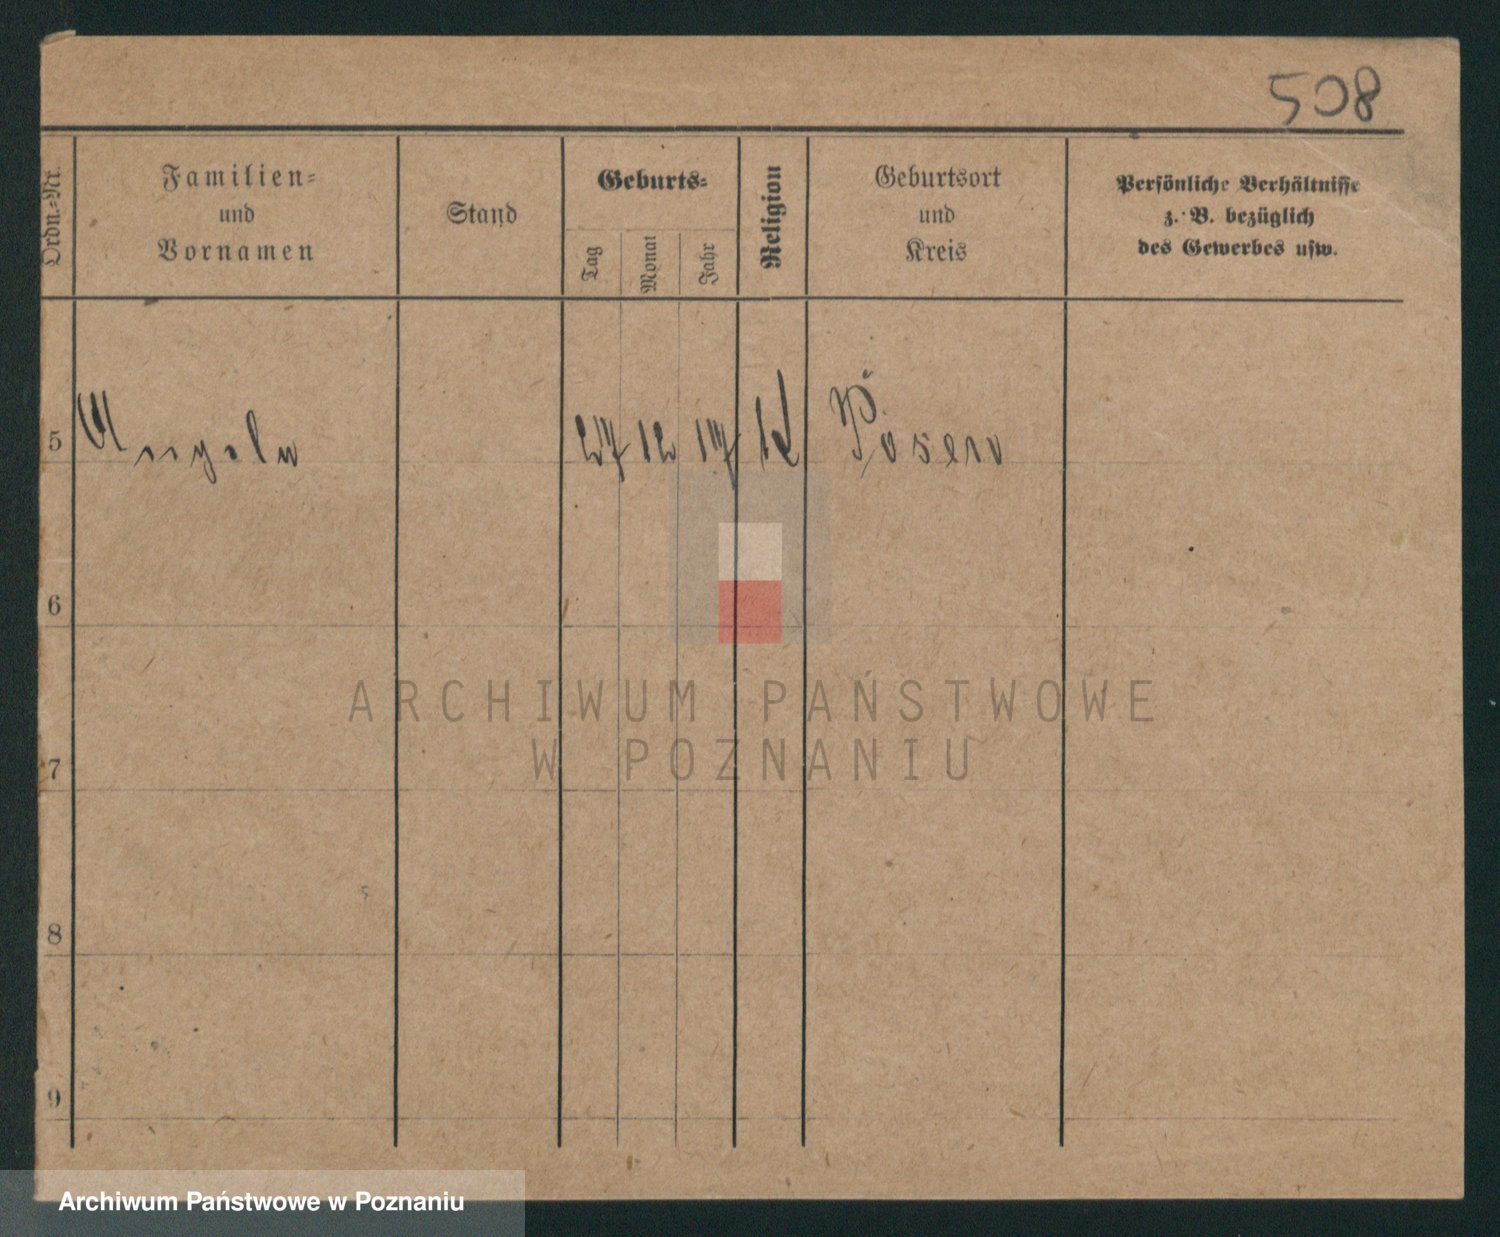 508
Ordn.-Nr.
Familien-
und
Vornamen
Stand
Geburts-
Tag
Monat
Jahr
Religion
Geburtsort
und
Kreis
Persönliche Verhältnisse
z. B. bezüglich
des Gewerbes usw.
5 Angela 27 12 17 k Posen
6
7
8
9
ARCHIWUM PAŃSTWOWE
W POZNANIU
Archiwum Państwowe w Poznaniu